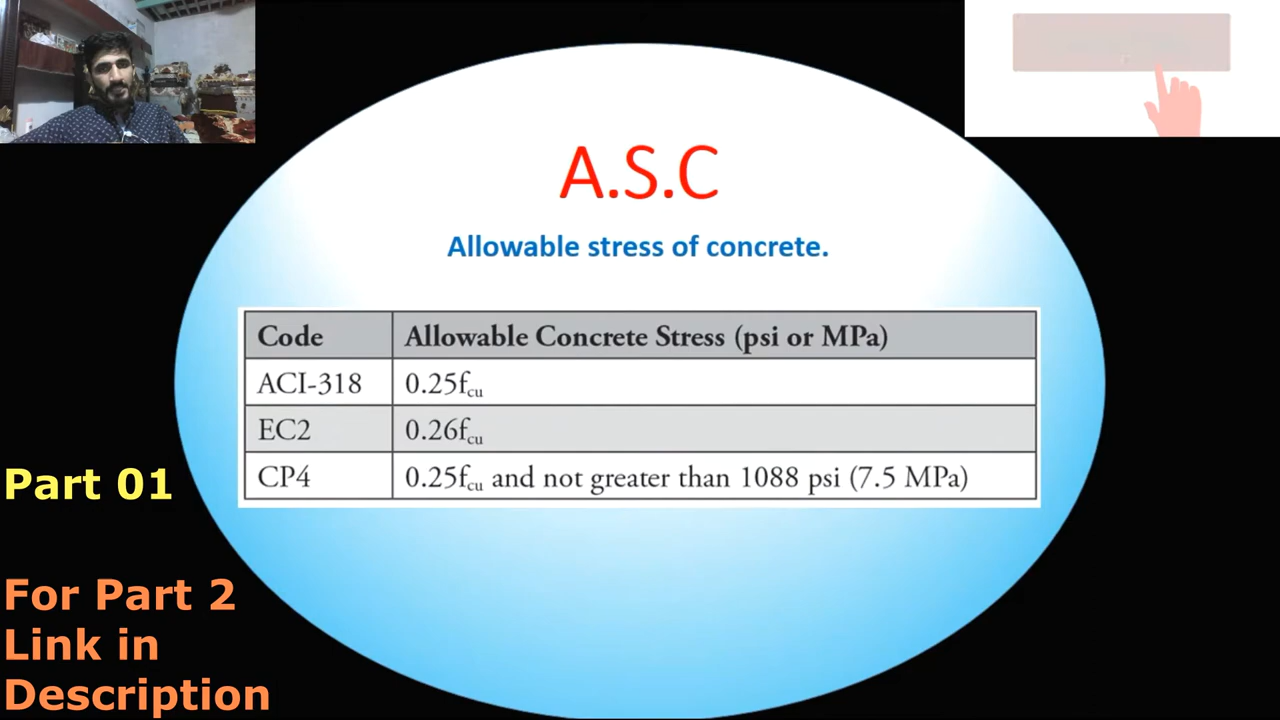 A.S.C
Allowable stress of concrete.
Code Allowable Concrete Stress (psi or MPa)
ACI-318 0.25fcu
EC2 0.26fcu
CP4 0.25fcu and not greater than 1088 psi (7.5 MPa)
Part 01
For Part 2
Link in
Description